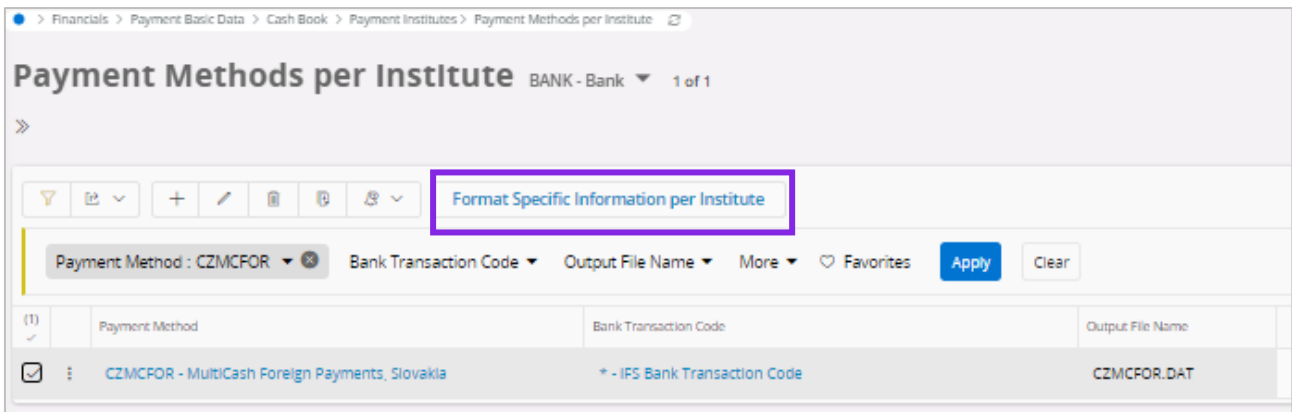 > Financials > Payment Basic Data > Cash Book > Payment Institutes > Payment Methods per Institute
Payment Methods per Institute BANK - Bank 1 of 1
Format Specific Information per Institute
Payment Method : CZMCFOR Bank Transaction Code Output File Name More Favorites Apply Clear
(1) Payment Method Bank Transaction Code Output File Name
CZMCFOR - MultiCash Foreign Payments, Slovakia * - IFS Bank Transaction Code CZMCFOR.DAT